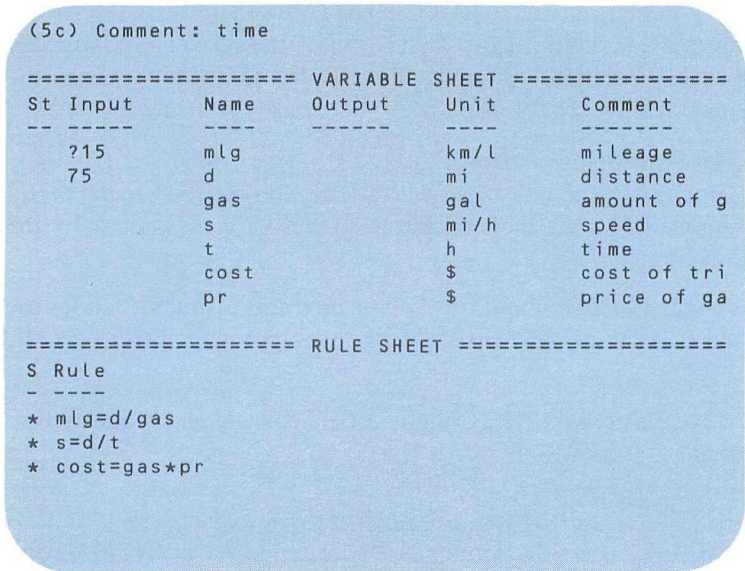 (5c) Comment: time
==================== VARIABLE SHEET ================
St Input Name Output Unit Comment
-- ----- ---- ------ ---- -------
?15 mlg km/l mileage
75 d mi distance
gas gal amount of g
s mi/h speed
t h time
cost $ cost of tri
pr $ price of ga
==================== RULE SHEET ====================
S Rule
- ----
* mlg=d/gas
* s=d/t
* cost=gas*pr